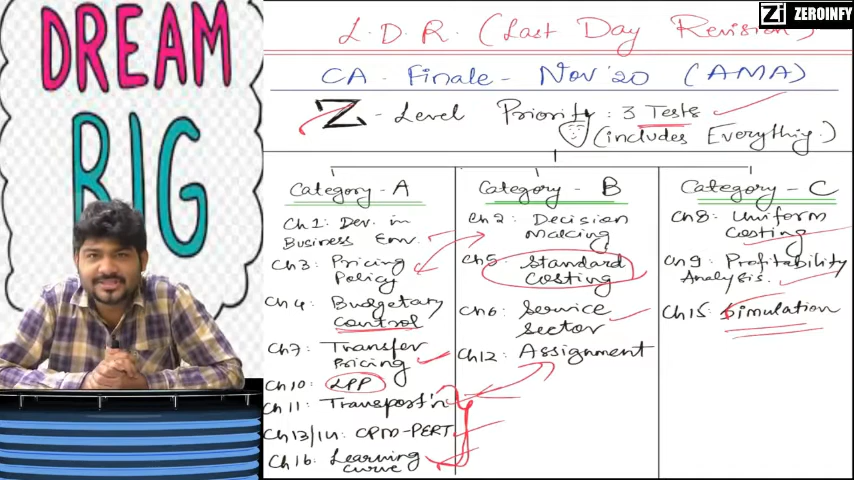 DREAM
BIG
Zi ZEROINFY
L.D.R. (Last Day Revision)
CA - Finale - Nov'20 (AMA)
Z - Level Priority : 3 Tests
(includes Everything.)
Category - A
Ch1: Dev. in
Business Env.
Ch3: Pricing
Policy
Ch4: Budgetary
Control
Ch7: Transfer
Pricing
Ch10: LPP
Ch11: Transport'n
Ch13/14: CPM-PERT
Ch16: Learning
curve
Category - B
Ch2: Decision
Making
Ch5: Standard
Costing
Ch6: Service
Sector
Ch12: Assignment
Category - C
Ch8: Uniform
Costing
Ch9: Profitability
Analysis.
Ch15: Simulation